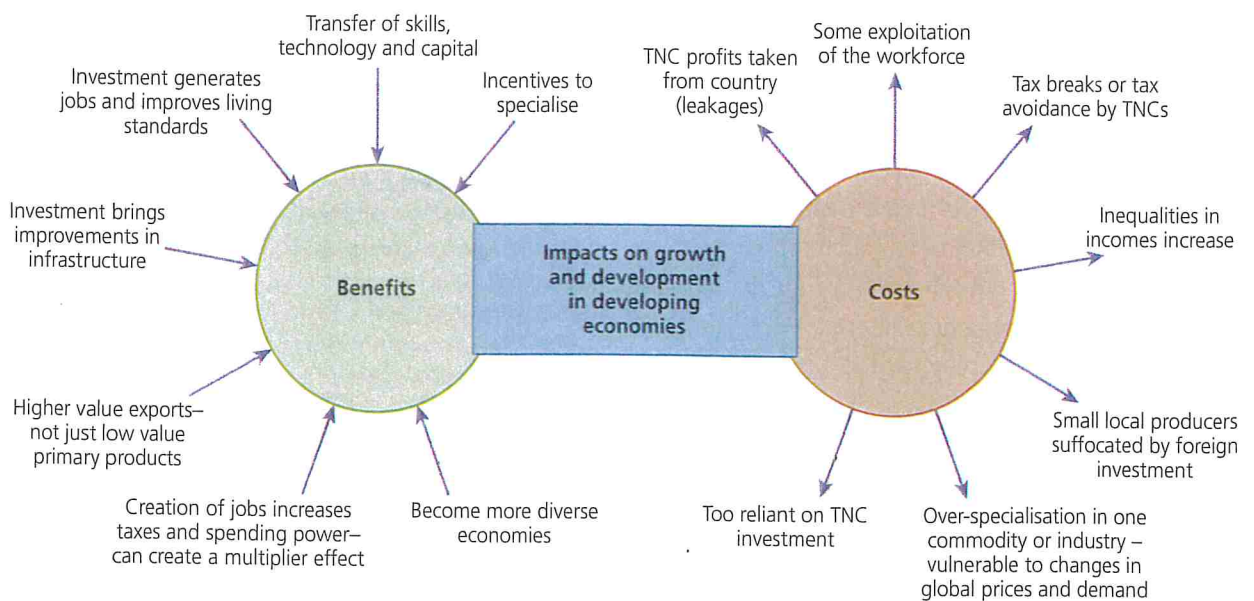 Transfer of skills,
technology and capital
Investment generates
jobs and improves living
standards
Incentives to
specialise
Investment brings
improvements in
infrastructure
Benefits
Higher value exports–
not just low value
primary products
Creation of jobs increases
taxes and spending power–
can create a multiplier effect
Become more diverse
economies
Impacts on growth
and development
in developing
economies
TNC profits taken
from country
(leakages)
Some exploitation
of the workforce
Tax breaks or tax
avoidance by TNCs
Inequalities in
incomes increase
Costs
Small local producers
suffocated by foreign
investment
Too reliant on TNC
investment
Over-specialisation in one
commodity or industry –
vulnerable to changes in
global prices and demand